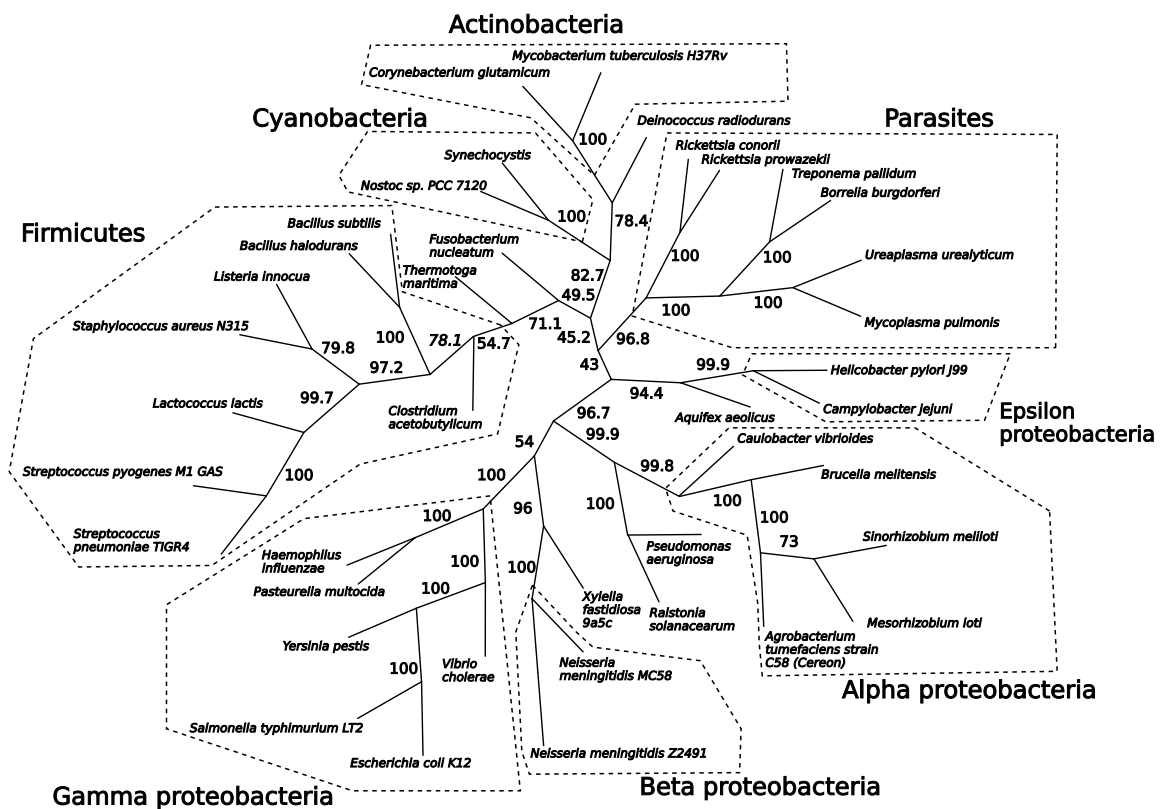 Actinobacteria
Mycobacterium tuberculosis H37Rv
Corynebacterium glutamicum
Cyanobacteria
Deinococcus radiodurans
Parasites
100
Rickettsia conorii
Synechocystis
Rickettsia prowazekii
Treponema pallidum
Nostoc sp. PCC 7120
Borrelia burgdorferi
100
78.4
Bacillus subtilis
Firmicutes
Fusobacterium
nucleatum
Bacillus halodurans
100
100
Ureaplasma urealyticum
Thermotoga
maritima
82.7
Listeria innocua
49.5
100
100
Staphylococcus aureus N315
71.1
Mycoplasma pulmonis
100
78.1
54.7
45.2
96.8
79.8
97.2
43
99.9
Helicobacter pylori J99
99.7
94.4
Lactococcus lactis
Clostridium
acetobutylicum
96.7
Aquifex aeolicus
Campylobacter jejuni
Epsilon
proteobacteria
99.9
54
Caulobacter vibrioides
Streptococcus pyogenes M1 GAS
100
100
99.8
Brucella melitensis
100
96
100
100
100
Streptococcus
pneumoniae TIGR4
73
Sinorhizobium meliloti
Haemophilus
influenzae
100
100
Pseudomonas
aeruginosa
Pasteurella multocida
100
Xylella
fastidiosa
9a5c
Ralstonia
solanacearum
Mesorhizobium loti
Yersinia pestis
Agrobacterium
tumefaciens strain
C58 (Cereon)
100
Vibrio
cholerae
Neisseria
meningitidis MC58
Alpha proteobacteria
Salmonella typhimurium LT2
Neisseria meningitidis Z2491
Escherichia coli K12
Beta proteobacteria
Gamma proteobacteria